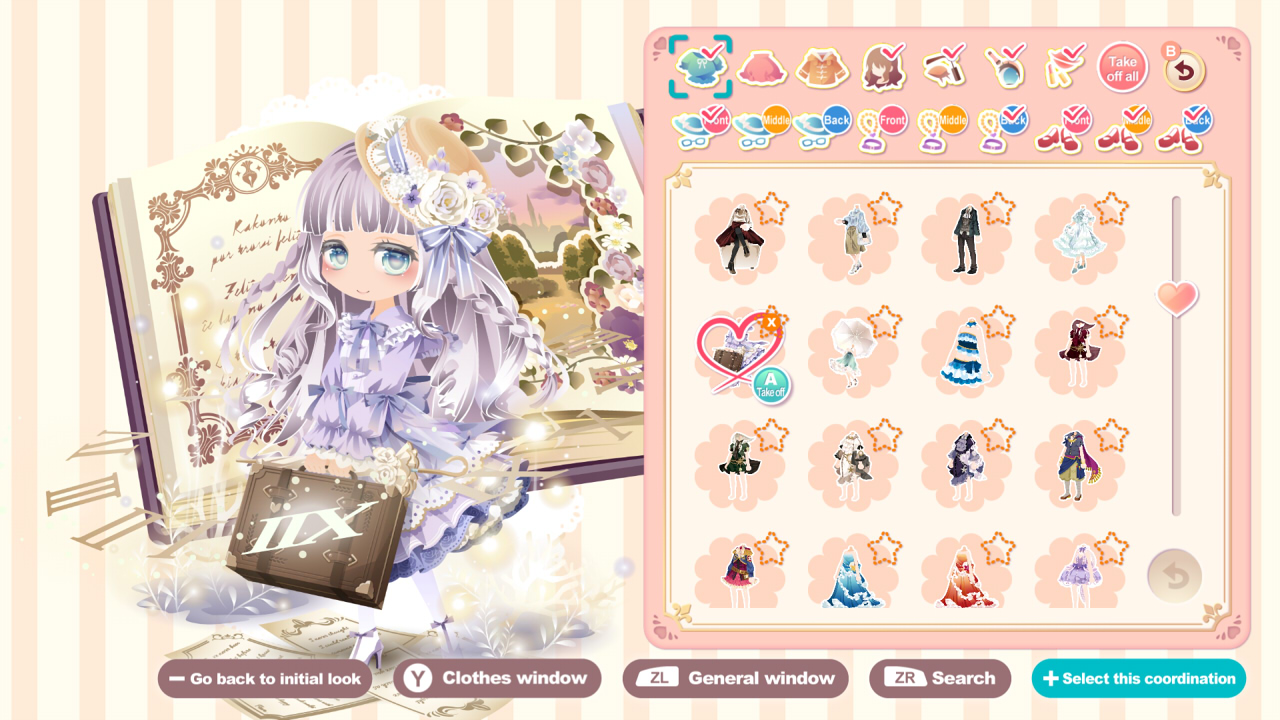 Take
off all
B
Front
Middle
Back
Front
Middle
Back
Front
Middle
Back
Rakunto
X
A
Take off
IIX
Go back to initial look
Y Clothes window
ZL General window
ZR Search
Select this coordination